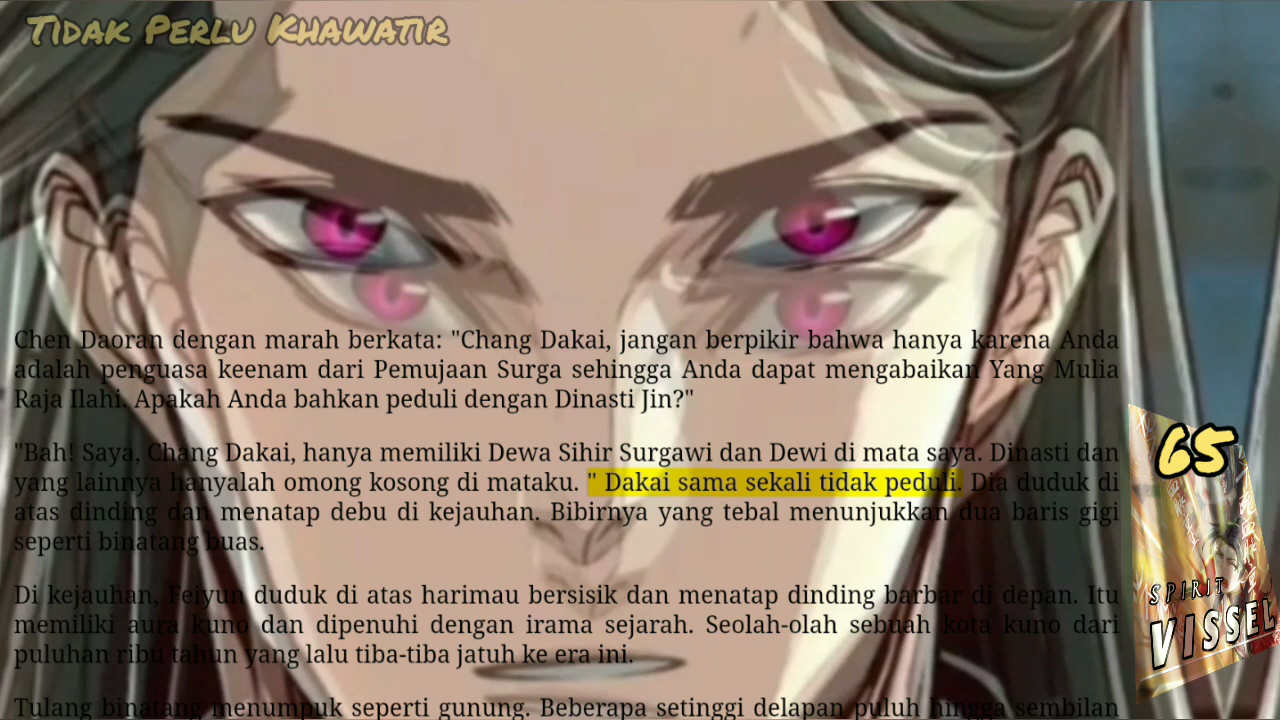 Tidak Perlu Khawatir
Chen Daoran dengan marah berkata: "Chang Dakai, jangan berpikir bahwa hanya karena Anda
adalah penguasa keenam dari Pemujaan Surga sehingga Anda dapat mengabaikan Yang Mulia
Raja Ilahi. Apakah Anda bahkan peduli dengan Dinasti Jin?"
"Bah! Saya, Chang Dakai, hanya memiliki Dewa Sihir Surgawi dan Dewi di mata saya. Dinasti dan
yang lainnya hanyalah omong kosong di mataku. " Dakai sama sekali tidak peduli. Dia duduk di
atas dinding dan menatap debu di kejauhan. Bibirnya yang tebal menunjukkan dua baris gigi
seperti binatang buas.
Di kejauhan, Feiyun duduk di atas harimau bersisik dan menatap dinding barbar di depan. Itu
memiliki aura kuno dan dipenuhi dengan irama sejarah. Seolah-olah sebuah kota kuno dari
puluhan ribu tahun yang lalu tiba-tiba jatuh ke era ini.
Tulang binatang menumpuk seperti gunung. Beberapa setinggi delapan puluh hingga sembilan
65
SPIRIT
VISSEL